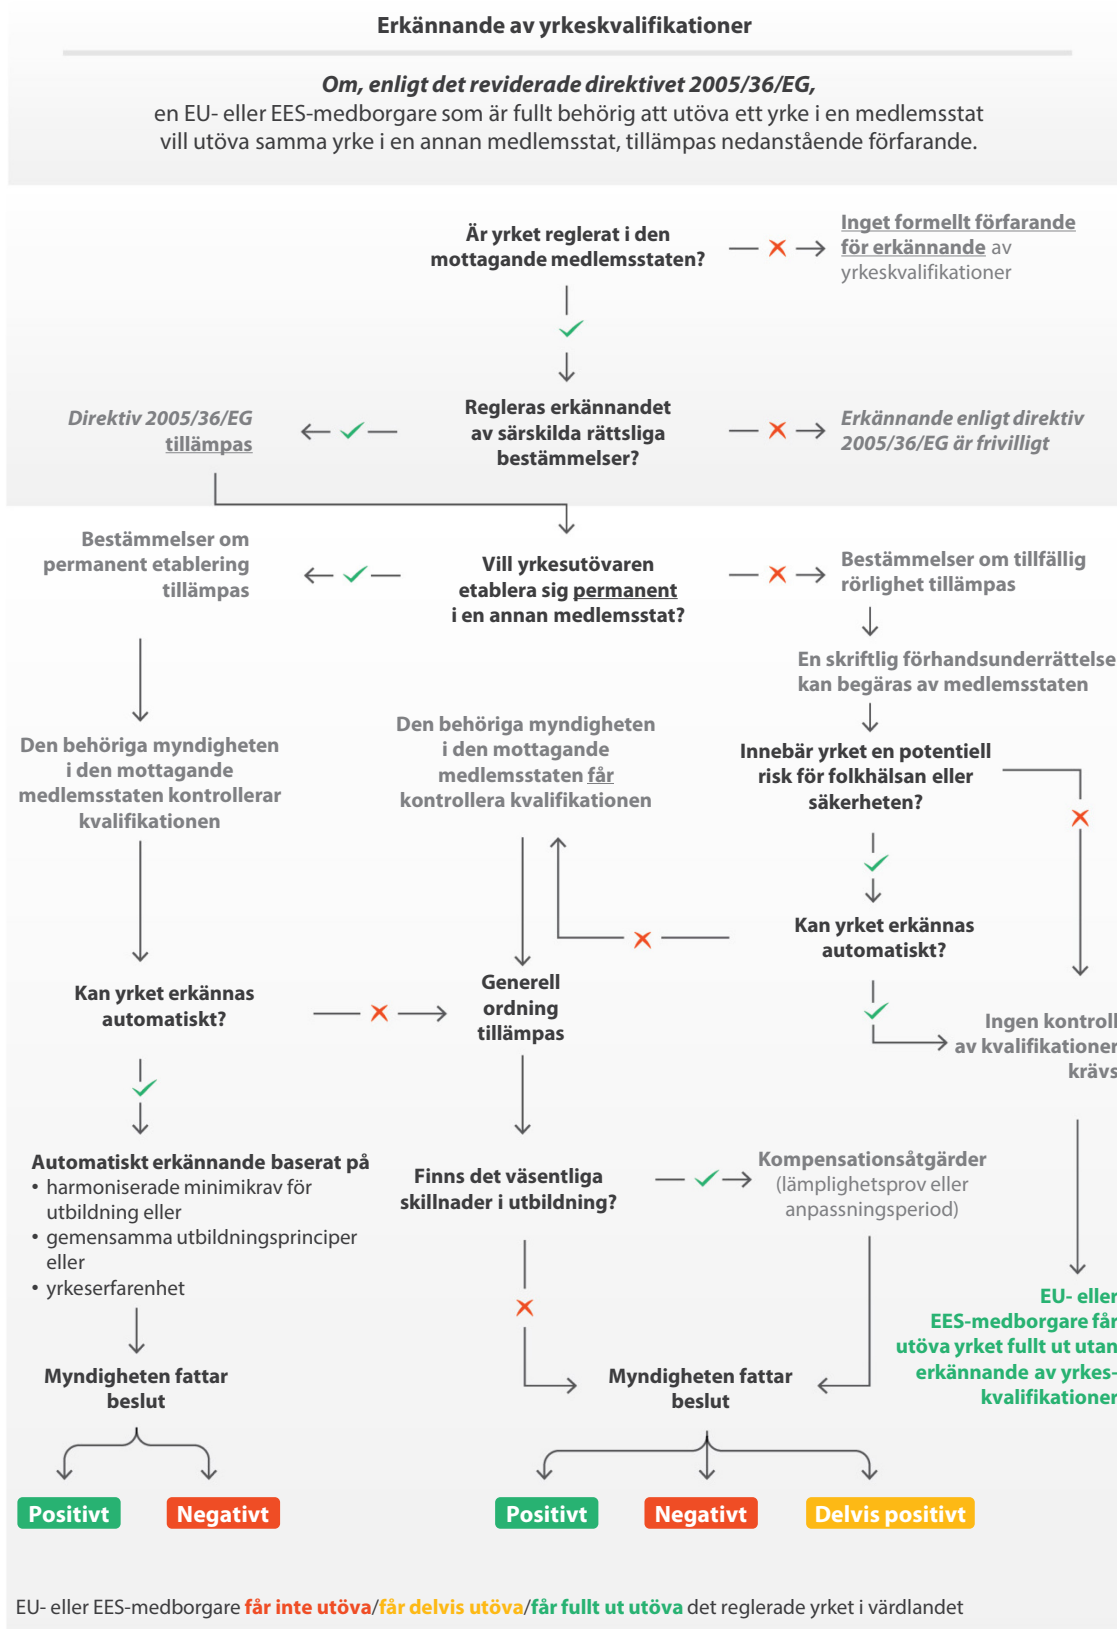 Erkännande av yrkeskvalifikationer
Om, enligt det reviderade direktivet 2005/36/EG,
en EU- eller EES-medborgare som är fullt behörig att utöva ett yrke i en medlemsstat
vill utöva samma yrke i en annan medlemsstat, tillämpas nedanstående förfarande.
Är yrket reglerat i den
mottagande medlemsstaten?
Inget formellt förfarande
för erkännande av
yrkeskvalifikationer
Direktiv 2005/36/EG
tillämpas
Regleras erkännandet
av särskilda rättsliga
bestämmelser?
Erkännande enligt direktiv
2005/36/EG är frivilligt
Bestämmelser om
permanent etablering
tillämpas
Vill yrkesutövaren
etablera sig permanent
i en annan medlemsstat?
Bestämmelser om tillfällig
rörlighet tillämpas
En skriftlig förhandsunderrättelse
kan begäras av medlemsstaten
Den behöriga myndigheten
i den mottagande
medlemsstaten kontrollerar
kvalifikationen
Den behöriga myndigheten
i den mottagande
medlemsstaten får
kontrollera kvalifikationen
Innebär yrket en potentiell
risk för folkhälsan eller
säkerheten?
Kan yrket erkännas
automatiskt?
Kan yrket erkännas
automatiskt?
Generell
ordning
tillämpas
Ingen kontroll
av kvalifikationer
krävs
Automatiskt erkännande baserat på
• harmoniserade minimikrav för
utbildning eller
• gemensamma utbildningsprinciper
eller
• yrkeserfarenhet
Finns det väsentliga
skillnader i utbildning?
Kompensationsåtgärder
(lämplighetsprov eller
anpassningsperiod)
EU- eller
EES-medborgare får
utöva yrket fullt ut utan
erkännande av yrkes-
kvalifikationer
Myndigheten fattar
beslut
Myndigheten fattar
beslut
Positivt
Negativt
Positivt
Negativt
Delvis positivt
EU- eller EES-medborgare får inte utöva/får delvis utöva/får fullt ut utöva det reglerade yrket i värdlandet